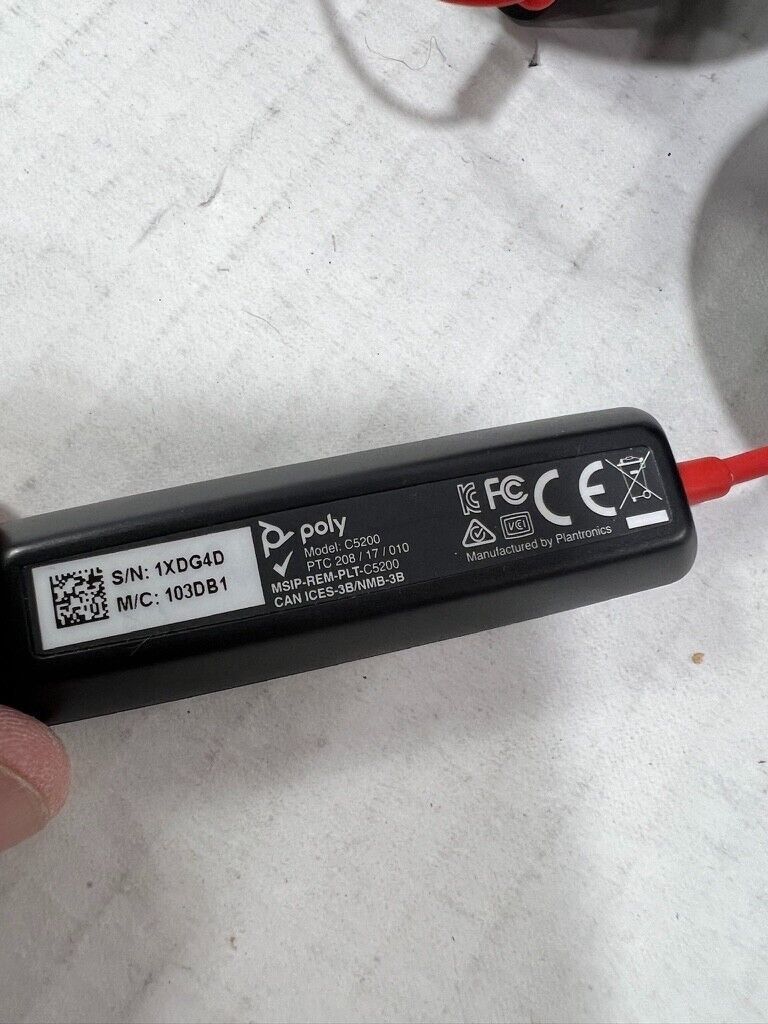 S/N: 1XDG4D
M/C: 103DB1
poly
Model: C5200
PTC 208 / 17 / 010
MSIP-REM-PLT-C5200
CAN ICES-3B/NMB-3B
FC CE
VCI
Manufactured by Plantronics